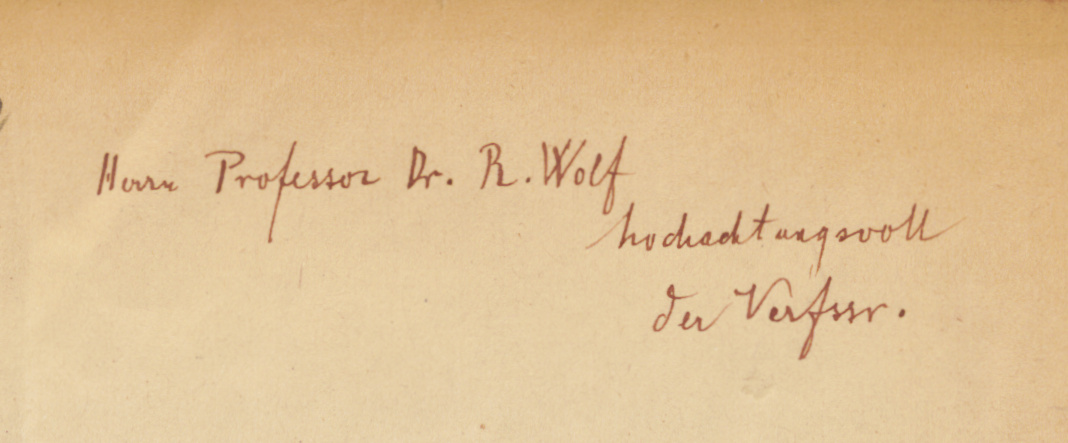 Herrn Professor Dr. R. Wolf
hochachtungsvoll
der Verfssr.